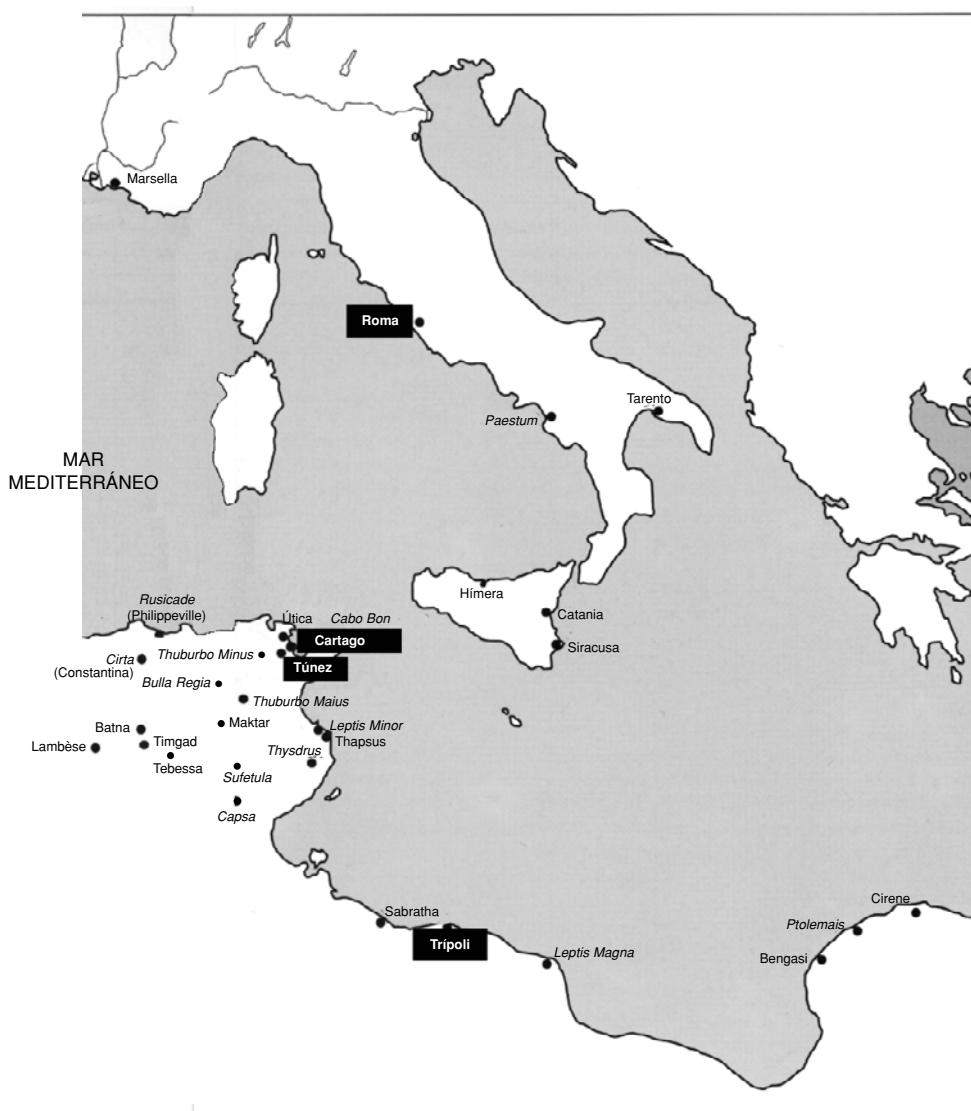 Marsella
Roma
Tarento
Paestum
MAR
MEDITERRÁNEO
Hímera
Rusicade
(Philippeville)
Útica
Cabo Bon
Catania
Cartago
Siracusa
Cirta
(Constantina)
Thuburbo Minus
Túnez
Bulla Regia
Thuburbo Maius
Batna
Maktar
Leptis Minor
Thapsus
Lambèse
Timgad
Tebessa
Thysdrus
Sufetula
Capsa
Sabratha
Cirene
Ptolemais
Trípoli
Leptis Magna
Bengasi